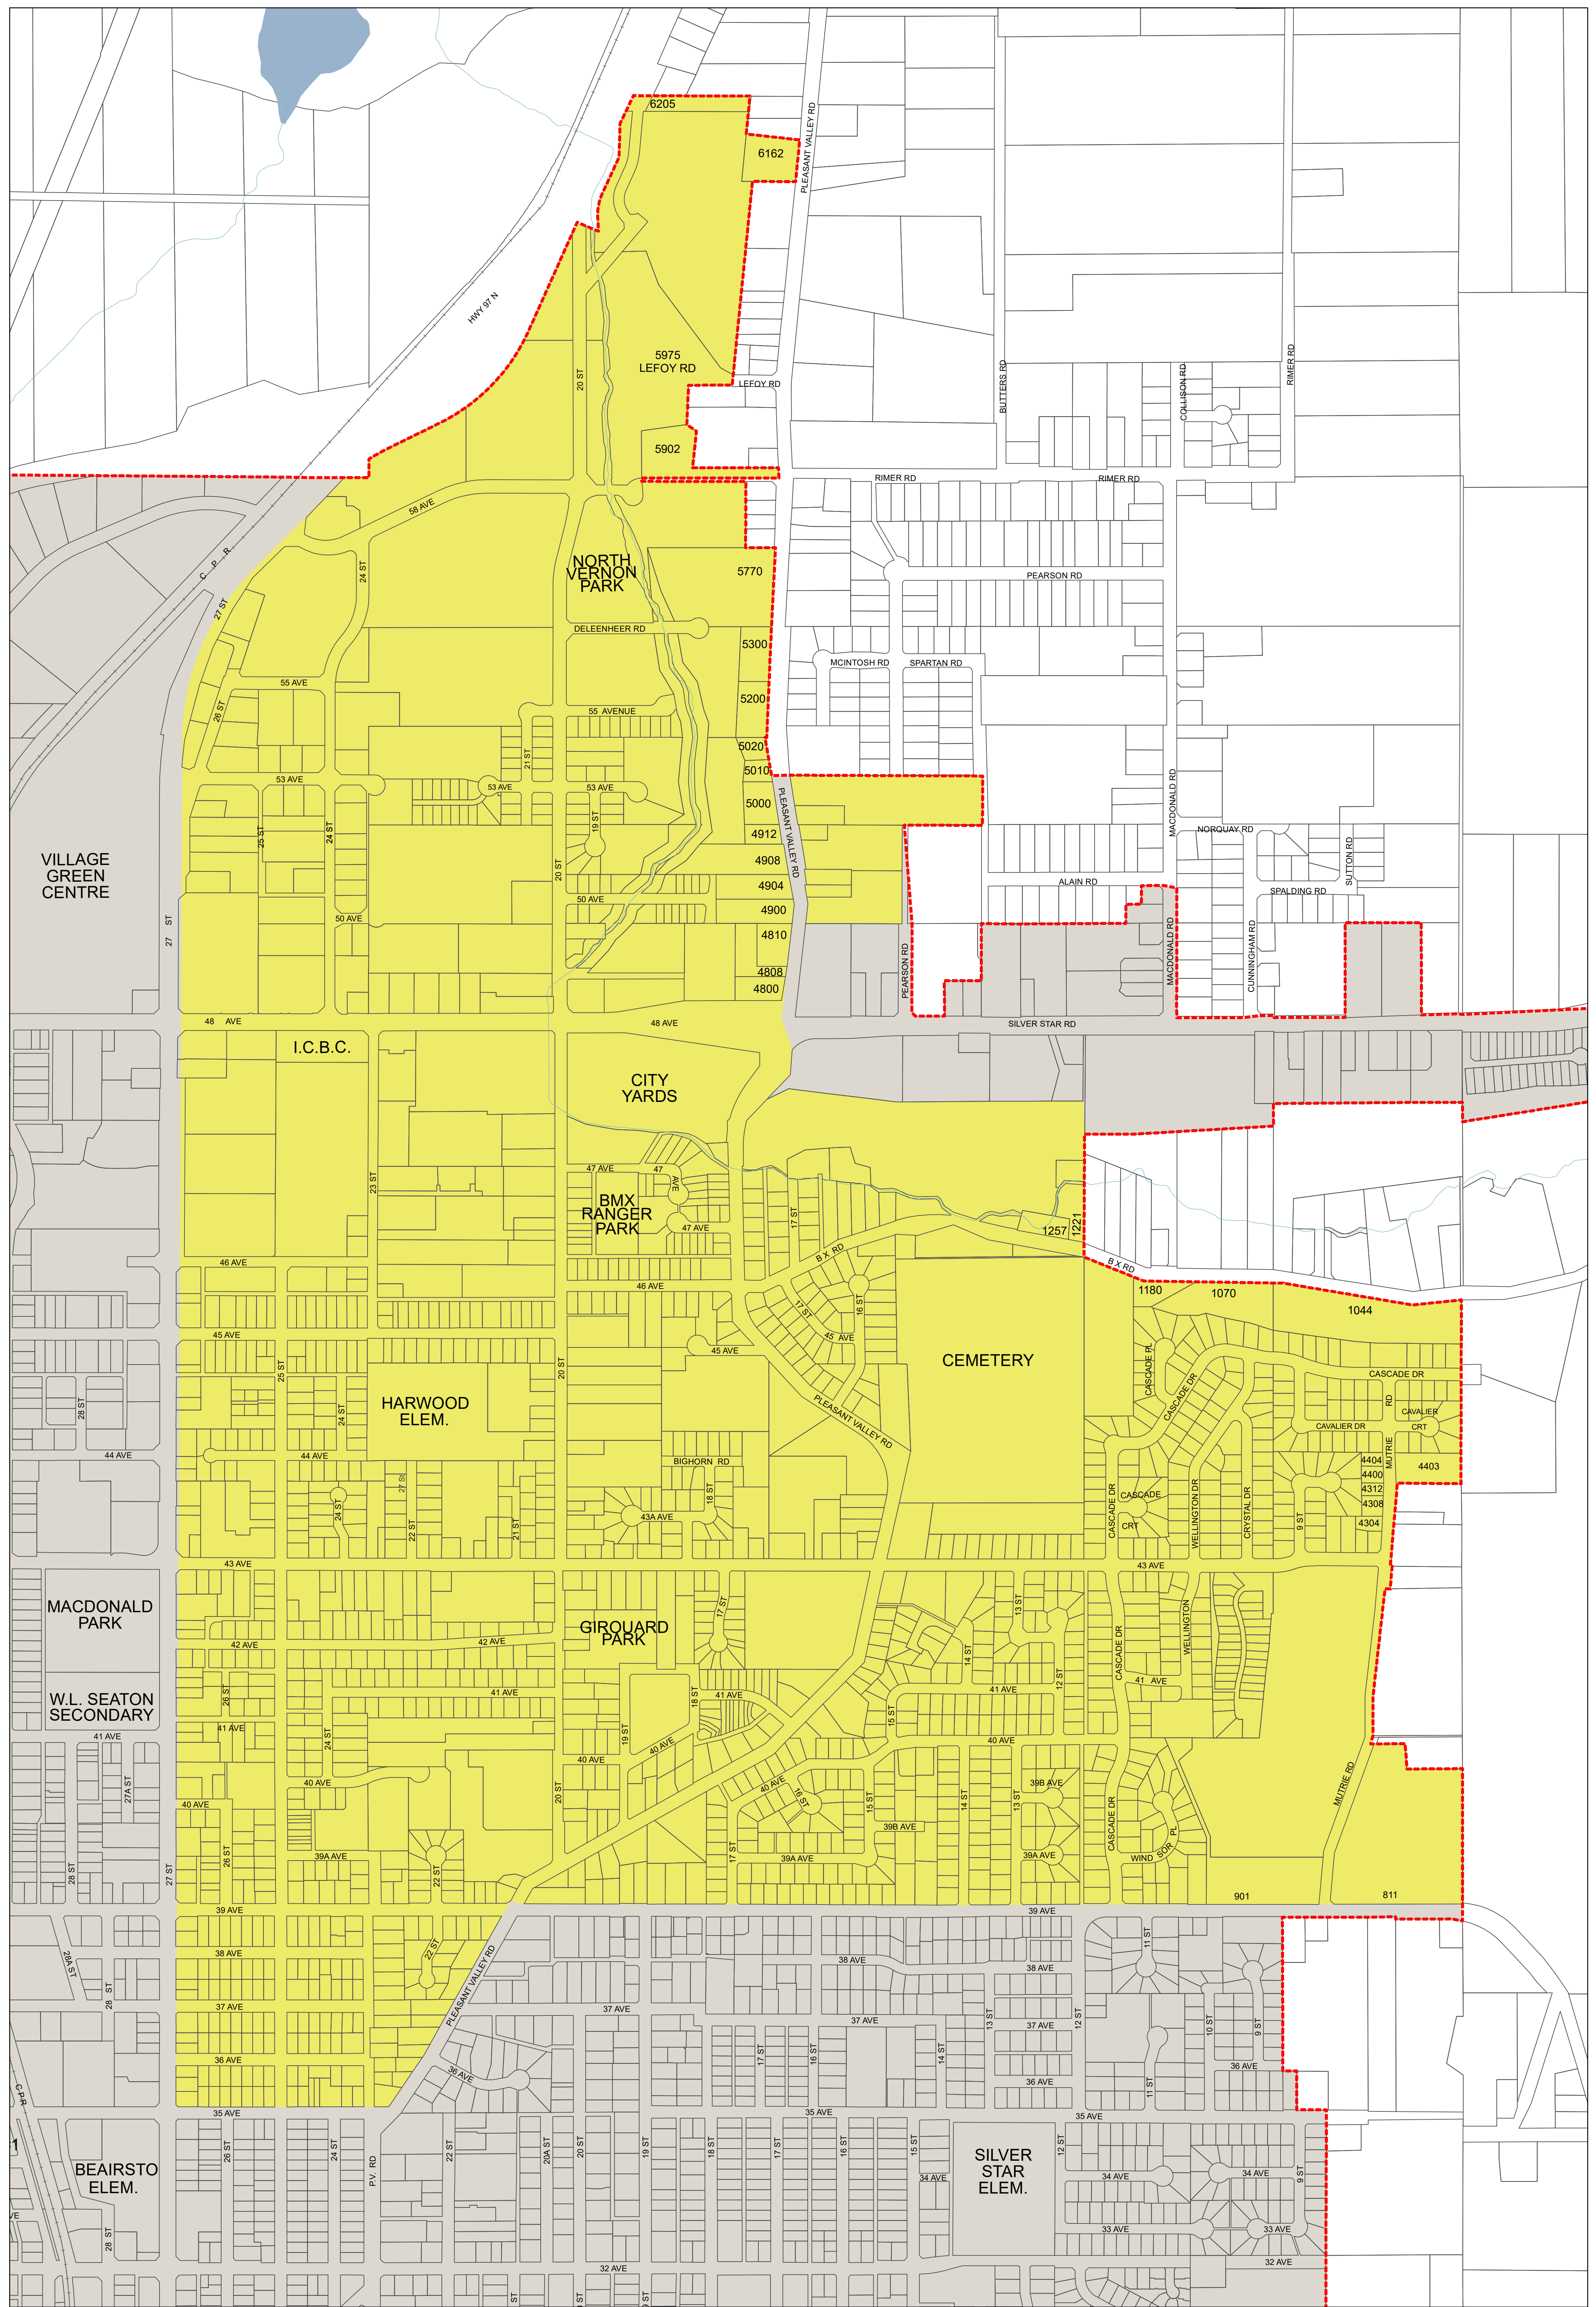 6205
PLEASANT VALLEY RD
6162
HWY 97 N
20 ST
5975
LEFOY RD
LEFOY RD
BUTTERS RD
COLLISON RD
RIMER RD
5902
RIMER RD
RIMER RD
58 AVE
C P R
24 ST
27 ST
NORTH
VERNON
PARK
5770
PEARSON RD
DELEENHEER RD
5300
MCINTOSH RD
SPARTAN RD
55 AVE
5200
26 ST
55 AVENUE
5020
21 ST
5010
53 AVE
53 AVE
53 AVE
5000
PLEASANT VALLEY RD
MACDONALD RD
25 ST
24 ST
19 ST
4912
NORQUAY RD
SUTTON RD
VILLAGE
GREEN
CENTRE
20 ST
4908
4904
ALAIN RD
SPALDING RD
50 AVE
4900
50 AVE
27 ST
4810
PEARSON RD
MACDONALD RD
CUNNINGHAM RD
4808
4800
48 AVE
48 AVE
SILVER STAR RD
I.C.B.C.
CITY
YARDS
23 ST
47 AVE
47
AVE
BMX
RANGER
PARK
47 AVE
17 ST
1257
1221
B X RD
B X RD
46 AVE
46 AVE
1180
1070
1044
17 ST
16 ST
45 AVE
45 AVE
45 AVE
CEMETERY
CASCADE PL
CASCADE DR
CASCADE DR
25 ST
20 ST
28 ST
24 ST
HARWOOD
ELEM.
PLEASANT VALLEY RD
RD
CAVALIER
CRT
CAVALIER DR
MUTRIE
44 AVE
44 AVE
BIGHORN RD
4404
4403
4400
4312
4308
4304
27 St
24 ST
22 ST
21 ST
18 ST
43A AVE
CASCADE DR
CASCADE
CRT
WELLINGTON DR
CRYSTAL DR
9 ST
43 AVE
43 AVE
MACDONALD
PARK
17 ST
13 ST
GIROUARD
PARK
42 AVE
42 AVE
14 ST
CASCADE DR
WELLINGTON
12 ST
41 AVE
26 ST
41 AVE
18 ST
41 AVE
41 AVE
W.L. SEATON
SECONDARY
15 ST
41 AVE
41 AVE
24 ST
19 ST
40 AVE
40 AVE
40 AVE
27A ST
40 AVE
20 ST
40 AVE
16 ST
15 ST
14 ST
13 ST
39B AVE
MUTRIE RD
40 AVE
CASCADE DR
39B AVE
26 ST
39A AVE
22 ST
17 ST
39A AVE
39A AVE
WIND
SOR
PL
28 ST
27 ST
901
811
39 AVE
39 AVE
28A ST
38 AVE
22 ST
PLEASANT VALLEY RD
38 AVE
38 AVE
11 ST
28 ST
37 AVE
37 AVE
37 AVE
37 AVE
13 ST
12 ST
10 ST
9 ST
36 AVE
36 AVE
17 ST
16 ST
14 ST
36 AVE
11 ST
36 AVE
C P R
35 AVE
35 AVE
35 AVE
1
BEAIRSTO
ELEM.
26 ST
24 ST
P.V. RD
22 ST
20A ST
20 ST
19 ST
18 ST
17 ST
16 ST
15 ST
34 AVE
SILVER
STAR
ELEM.
12 ST
34 AVE
34 AVE
9 ST
VE
28 ST
33 AVE
33 AVE
32 AVE
32 AVE
ST
ST
ST